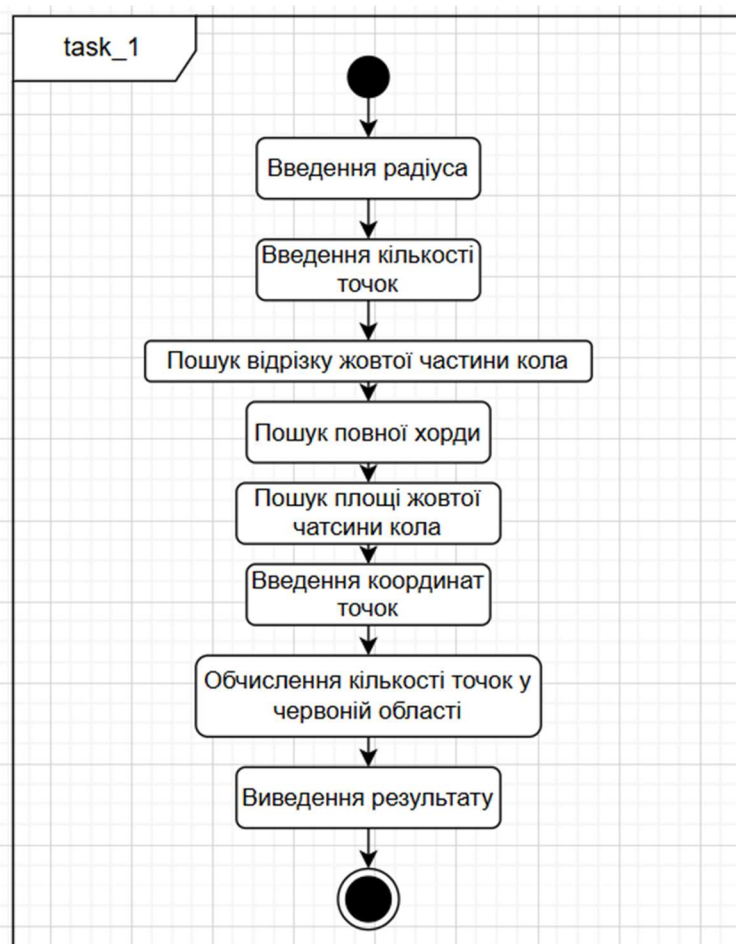 task_1
Введення радіуса
Введення кількості
точок
Пошук відрізку жовтої частини кола
Пошук повної хорди
Пошук площі жовтої
чатсини кола
Введення координат
точок
Обчислення кількості точок у
червоній області
Виведення результату